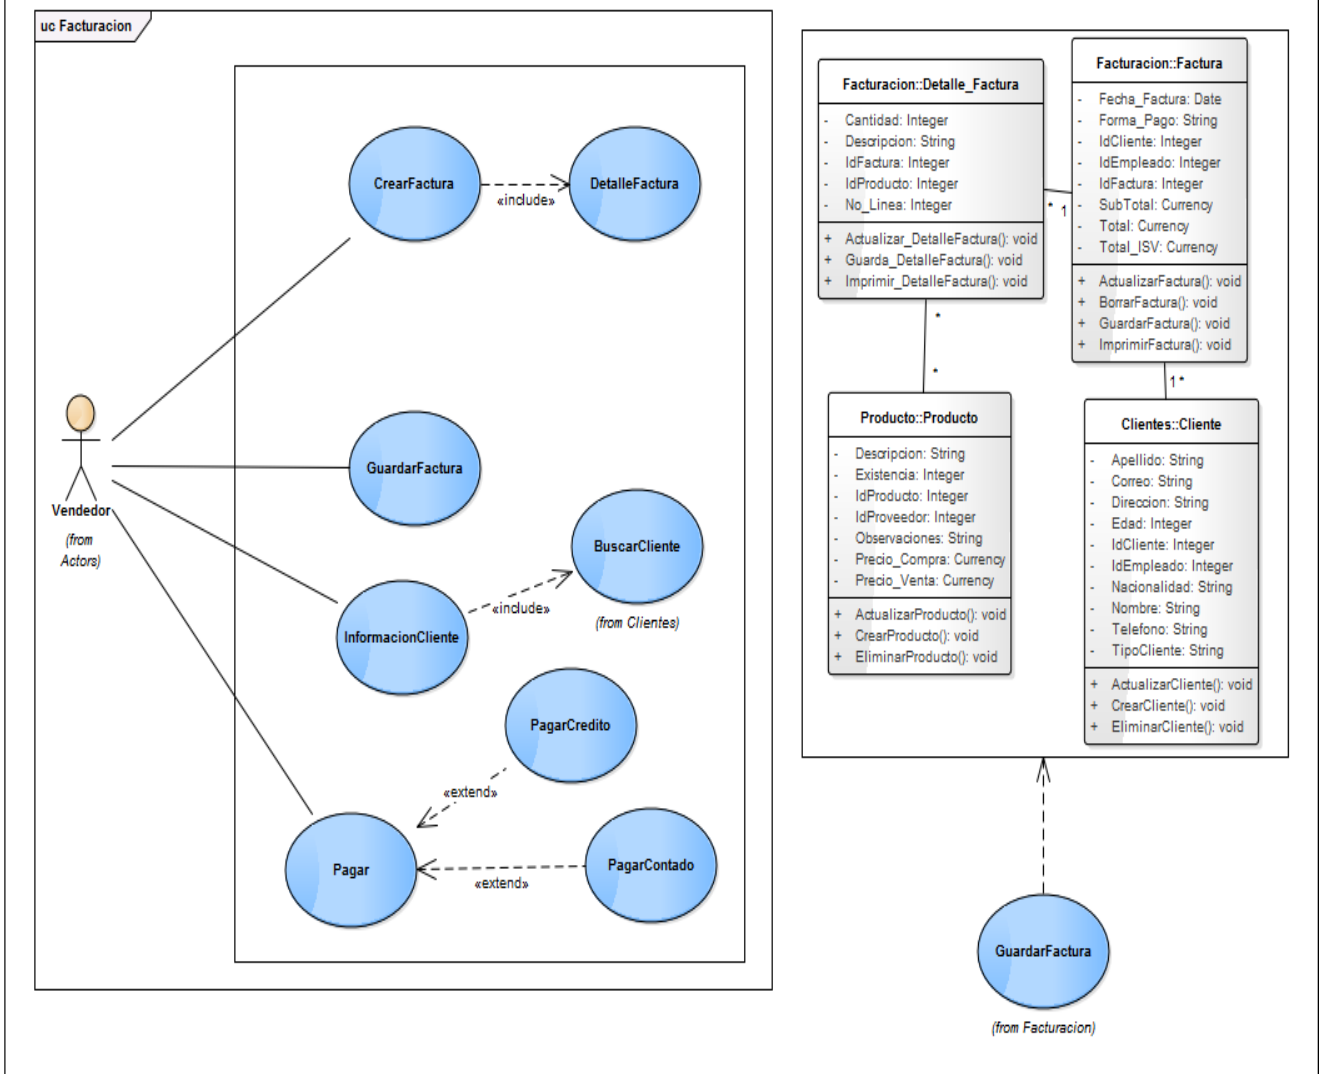 uc Facturacion
CrearFactura
«include»
DetalleFactura
GuardarFactura
Vendedor
(from
Actors)
BuscarCliente
(from Clientes)
«include»
InformacionCliente
PagarCredito
«extend»
Pagar
«extend»
PagarContado
Facturacion::Detalle_Factura
- Cantidad: Integer
- Descripcion: String
- IdFactura: Integer
- IdProducto: Integer
- No_Linea: Integer
+ Actualizar_DetalleFactura(): void
+ Guarda_DetalleFactura(): void
+ Imprimir_DetalleFactura(): void
* 1
Facturacion::Factura
- Fecha_Factura: Date
- Forma_Pago: String
- IdCliente: Integer
- IdEmpleado: Integer
- IdFactura: Integer
- SubTotal: Currency
- Total: Currency
- Total_ISV: Currency
+ ActualizarFactura(): void
+ BorrarFactura(): void
+ GuardarFactura(): void
+ ImprimirFactura(): void
*
*
1 *
Producto::Producto
- Descripcion: String
- Existencia: Integer
- IdProducto: Integer
- IdProveedor: Integer
- Observaciones: String
- Precio_Compra: Currency
- Precio_Venta: Currency
+ ActualizarProducto(): void
+ CrearProducto(): void
+ EliminarProducto(): void
Clientes::Cliente
- Apellido: String
- Correo: String
- Direccion: String
- Edad: Integer
- IdCliente: Integer
- IdEmpleado: Integer
- Nacionalidad: String
- Nombre: String
- Telefono: String
- TipoCliente: String
+ ActualizarCliente(): void
+ CrearCliente(): void
+ EliminarCliente(): void
GuardarFactura
(from Facturacion)